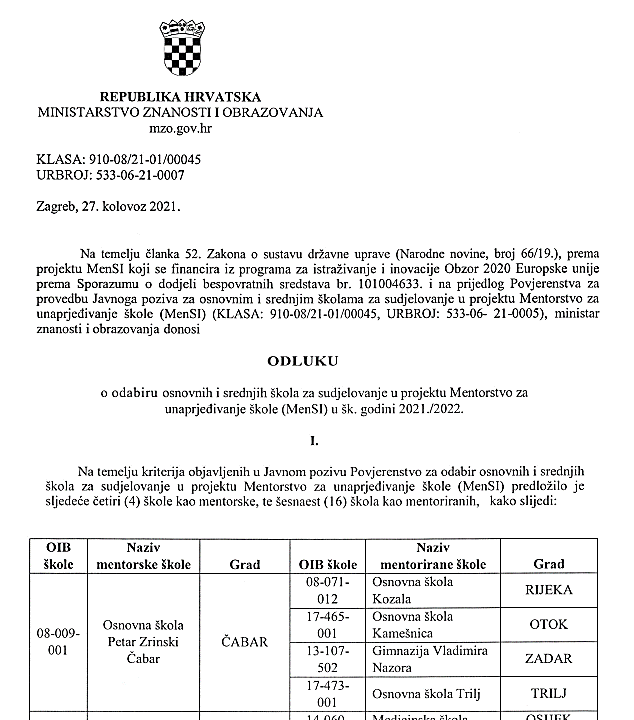 REPUBLIKA HRVATSKA
MINISTARSTVO ZNANOSTI I OBRAZOVANJA
mzo.gov.hr
KLASA: 910-08/21-01/00045
URBROJ: 533-06-21-0007
Zagreb, 27. kolovoz 2021.
Na temelju članka 52. Zakona o sustavu državne uprave (Narodne novine, broj 66/19.), prema
projektu MenSI koji se financira iz programa za istraživanje i inovacije Obzor 2020 Europske unije
prema Sporazumu o dodjeli bespovratnih sredstava br. 101004633. i na prijedlog Povjerenstva za
provedbu Javnoga poziva za osnovnim i srednjim školama za sudjelovanje u projektu Mentorstvo za
unaprjeđivanje škole (MenSI) (KLASA: 910-08/21-01/00045, URBROJ: 533-06- 21-0005), ministar
znanosti i obrazovanja donosi
ODLUKU
o odabiru osnovnih i srednjih škola za sudjelovanje u projektu Mentorstvo za
unaprjeđivanje škole (MenSI) u šk. godini 2021./2022.
I.
Na temelju kriterija objavljenih u Javnom pozivu Povjerenstvo za odabir osnovnih i srednjih
škola za sudjelovanje u projektu Mentorstvo za unaprjeđivanje škole (MenSI) predložilo je
sljedeće četiri (4) škole kao mentorske, te šesnaest (16) škola kao mentoriranih, kako slijedi:
OIB škole Naziv mentorske škole Grad OIB škole Naziv mentorirane škole Grad
08-009-001 Osnovna škola Petar Zrinski Čabar ČABAR 08-071-012 Osnovna škola Kozala RIJEKA
17-465-001 Osnovna škola Kamešnica OTOK
13-107-502 Gimnazija Vladimira Nazora ZADAR
17-473-001 Osnovna škola Trilj TRILJ
14-060- Medicinska škola OSIJEK